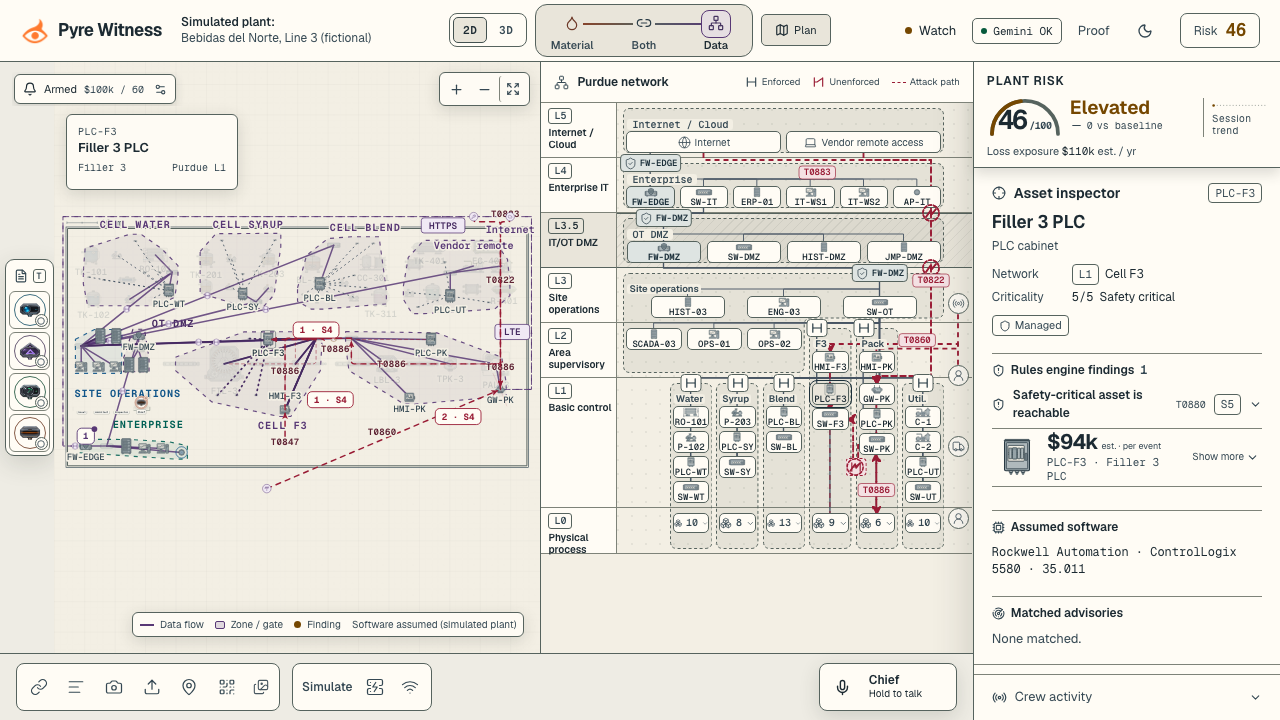 Pyre Witness
Simulated plant:
Bebidas del Norte, Line 3 (fictional)
2D
3D
Material
Both
Data
Plan
Watch
Gemini OK
Proof
Risk 46
Armed $100k / 60
PLC-F3
Filler 3 PLC
Filler 3
Purdue L1
CELL WATER
CELL SYRUP
CELL BLEND
HTTPS
Internet
Vendor remote
T0822
PLC-WT
PLC-SY
PLC-BL
PLC-UT
TK-102
TK-311
OT DMZ
FW-DMZ
1 · S4
LTE
PLC-F3
T0886
PLC-PK
T0886
T0886
T0886
SITE OPERATIONS
HMI-F3
1 · S4
HMI-PK
GW-PK
2 · S4
ENTERPRISE
CELL F3
T0860
T0847
1
FW-EDGE
Data flow
Zone / gate
Finding
Software assumed (simulated plant)
T
Purdue network
Enforced
Unenforced
Attack path
L5
Internet /
Cloud
Internet / Cloud
Internet
Vendor remote access
L4
Enterprise IT
FW-EDGE
Enterprise
T0883
FW-EDGE
SW-IT
ERP-01
IT-WS1
IT-WS2
AP-IT
L3.5
IT/OT DMZ
FW-DMZ
OT DMZ
FW-DMZ
SW-DMZ
HIST-DMZ
JMP-DMZ
L3
Site
operations
FW-DMZ
T0822
Site operations
HIST-03
ENG-03
SW-OT
L2
Area
supervisory
SCADA-03
OPS-01
OPS-02
F3
Pack
T0860
HMI-F3
HMI-PK
L1
Basic control
Water
Syrup
Blend
Util.
RO-101
P-203
PLC-BL
PLC-F3
GW-PK
C-1
P-102
PLC-SY
SW-BL
SW-F3
PLC-PK
C-2
PLC-WT
SW-SY
SW-PK
PLC-UT
SW-WT
T0886
SW-UT
L0
Physical
process
10
8
13
9
6
10
PLANT RISK
46 /100
Elevated
— 0 vs baseline
Session
trend
Loss exposure $110k est. / yr
Asset inspector
PLC-F3
Filler 3 PLC
PLC cabinet
Network
L1 Cell F3
Criticality
5/5 Safety critical
Managed
Rules engine findings 1
Safety-critical asset is
reachable
T0880
S5
$94k est. · per event
PLC-F3 · Filler 3
PLC
Show more
Assumed software
Rockwell Automation · ControlLogix
5580 · 35.011
Matched advisories
None matched.
Crew activity
Simulate
Chief
Hold to talk